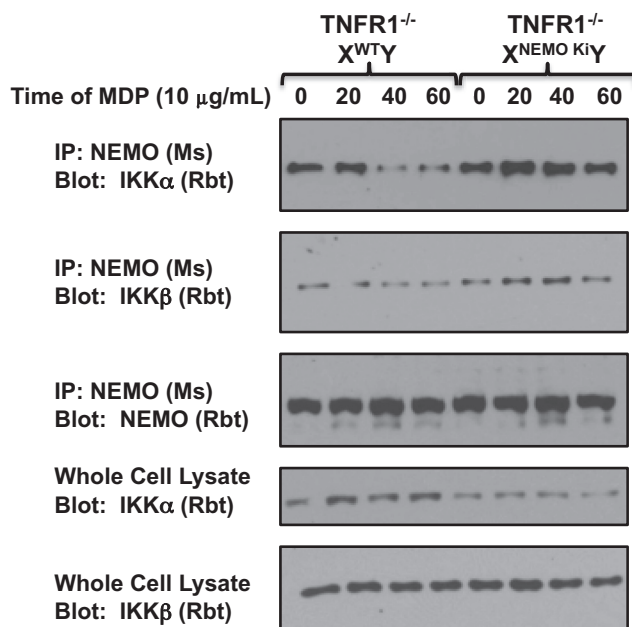 TNFR1-/- TNFR1-/-
XWTY XNEMO KiY
Time of MDP (10 μg/mL) 0 20 40 60 0 20 40 60
IP: NEMO (Ms)
Blot: IKKα (Rbt)
IP: NEMO (Ms)
Blot: IKKβ (Rbt)
IP: NEMO (Ms)
Blot: NEMO (Rbt)
Whole Cell Lysate
Blot: IKKα (Rbt)
Whole Cell Lysate
Blot: IKKβ (Rbt)